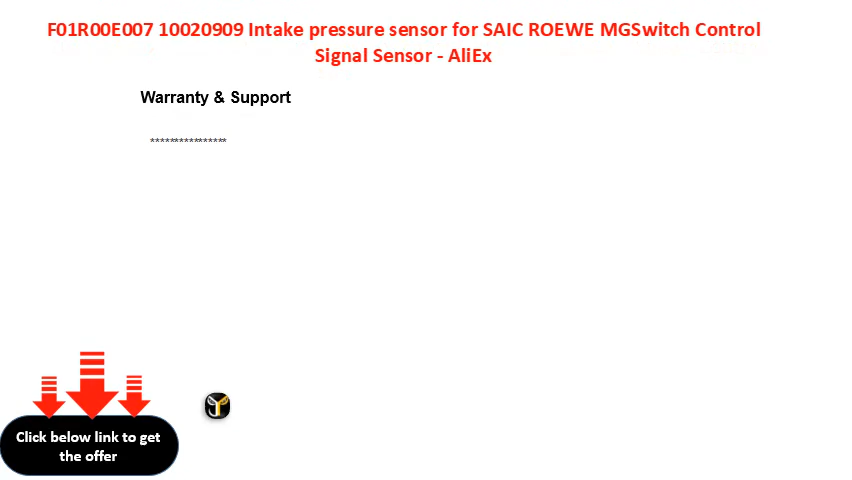 F01R00E007 10020909 Intake pressure sensor for SAIC ROEWE MGSwitch Control
Signal Sensor - AliEx
Warranty & Support
****************
Click below link to get
the offer